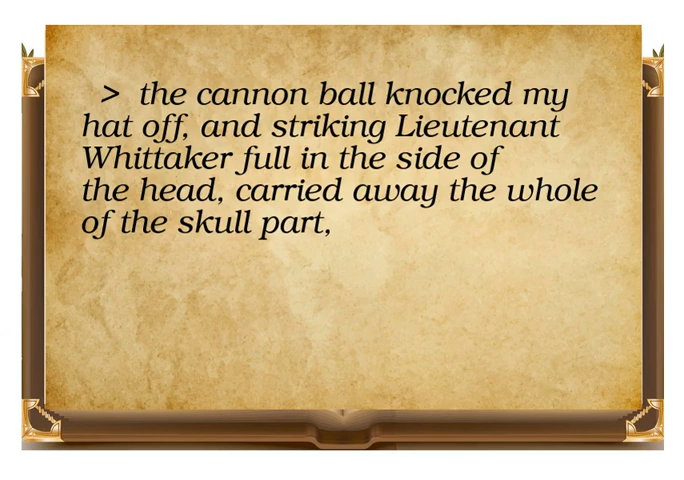 > the cannon ball knocked my
hat off, and striking Lieutenant
Whittaker full in the side of
the head, carried away the whole
of the skull part,